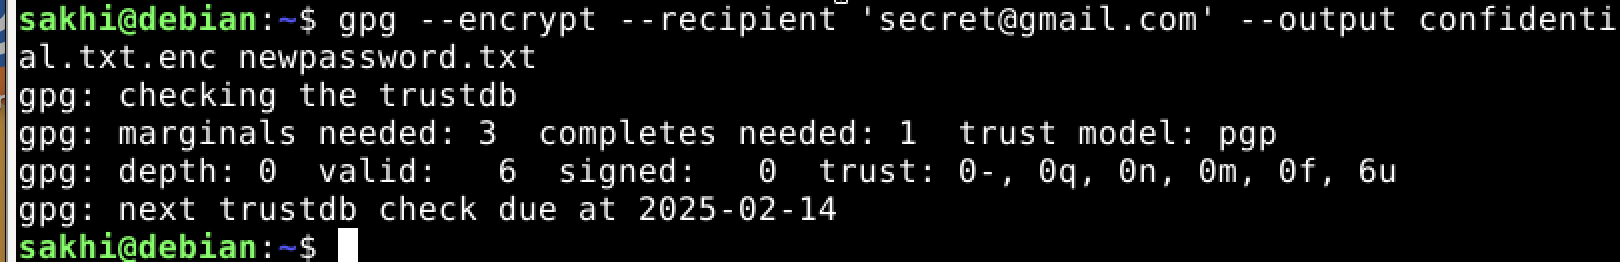 sakhi@debian:~$ gpg --encrypt --recipient 'secret@gmail.com' --output confidenti
al.txt.enc newpassword.txt
gpg: checking the trustdb
gpg: marginals needed: 3  completes needed: 1  trust model: pgp
gpg: depth: 0  valid:   6  signed:   0  trust: 0-, 0q, 0n, 0m, 0f, 6u
gpg: next trustdb check due at 2025-02-14
sakhi@debian:~$